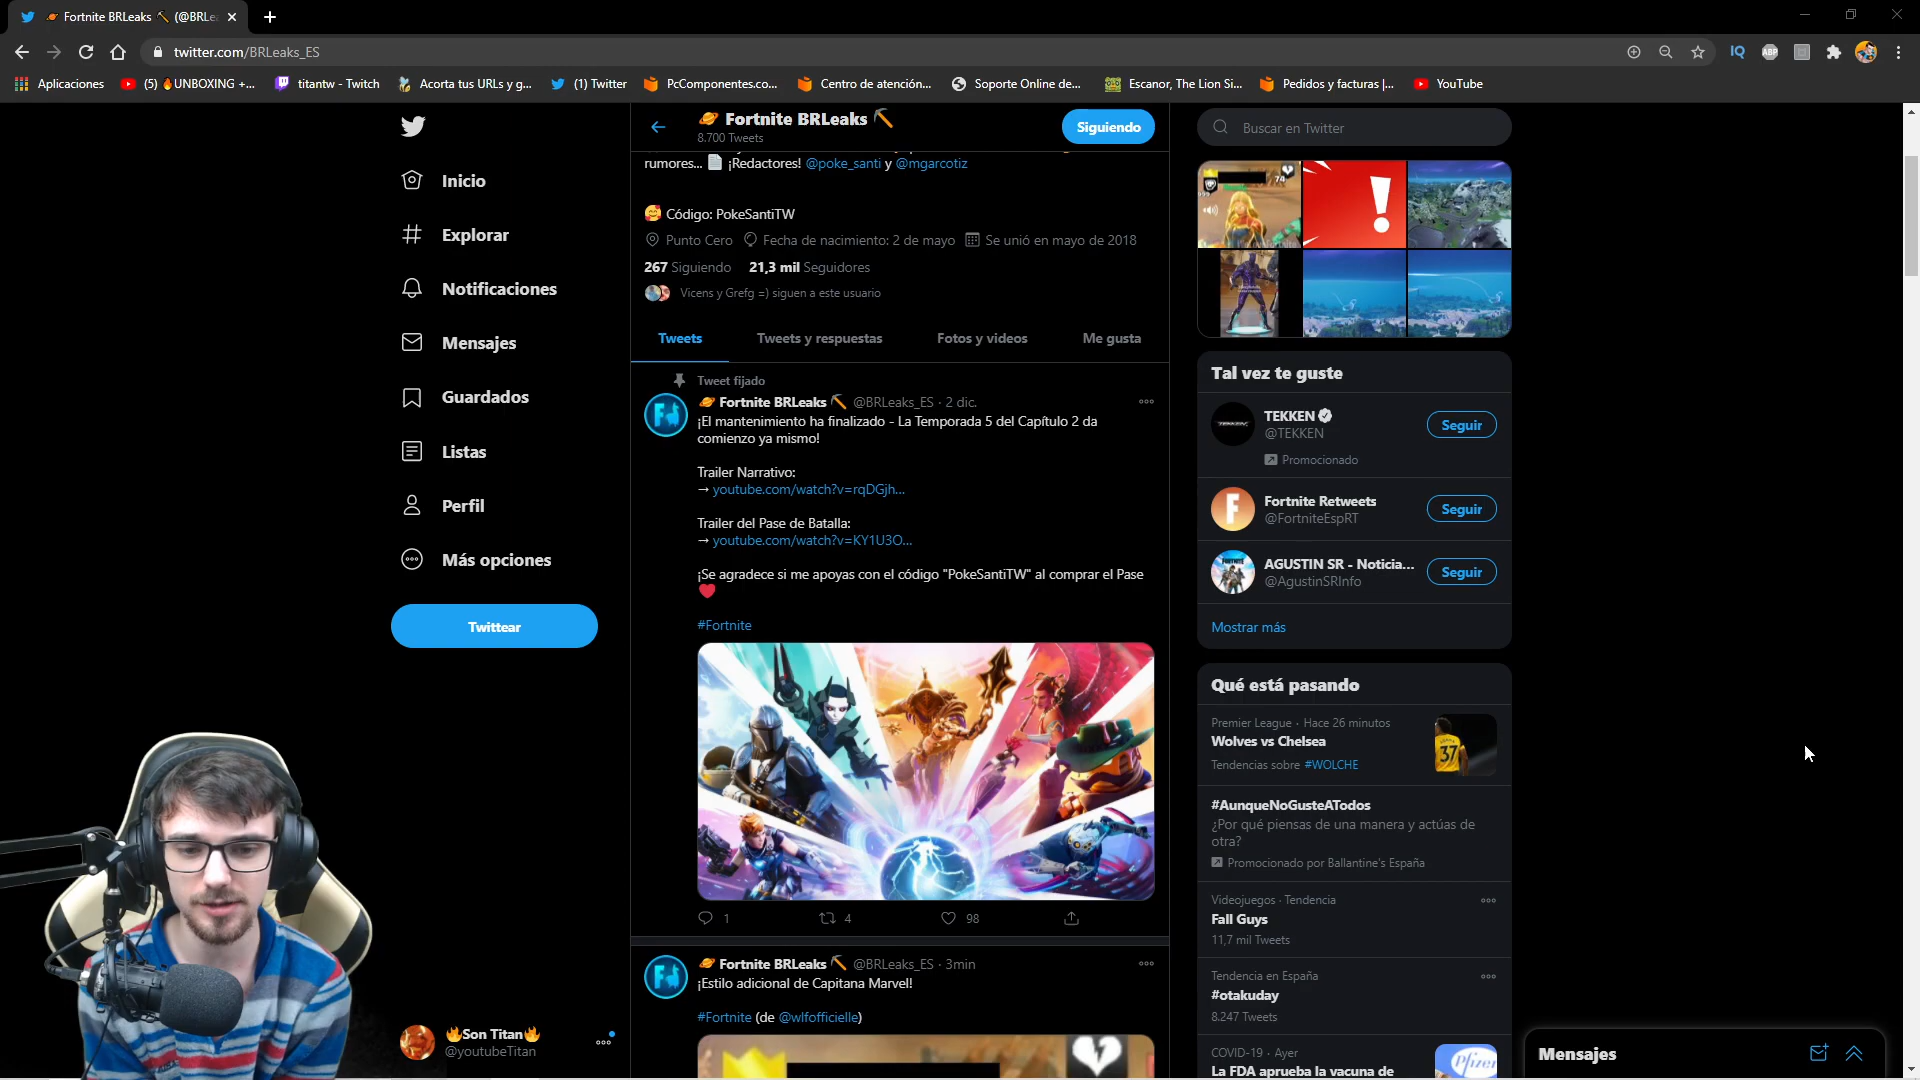 Fortnite BRLeaks (@BRLe
twitter.com/BRLeaks_ES
IQ
ABP
Aplicaciones
(5) UNBOXING +...
titantw - Twitch
Acorta tus URLs y g...
(1) Twitter
PcComponentes.co...
Centro de atención...
Soporte Online de...
Escanor, The Lion Si...
Pedidos y facturas |...
YouTube
Inicio
Explorar
Notificaciones
Mensajes
Guardados
Listas
Perfil
Más opciones
Twittear
Son Titan
@youtubeTitan
Fortnite BRLeaks
8.700 Tweets
Siguiendo
rumores... ¡Redactores! @poke_santi y @mgarcotiz
Código: PokeSantiTW
Punto Cero Fecha de nacimiento: 2 de mayo Se unió en mayo de 2018
267 Siguiendo 21,3 mil Seguidores
Vicens y Grefg =) siguen a este usuario
Tweets Tweets y respuestas Fotos y videos Me gusta
Tweet fijado
Fortnite BRLeaks @BRLeaks_ES · 2 dic.
¡El mantenimiento ha finalizado - La Temporada 5 del Capítulo 2 da
comienzo ya mismo!
Trailer Narrativo:
→ youtube.com/watch?v=rqDGjh...
Trailer del Pase de Batalla:
→ youtube.com/watch?v=KY1U3O...
¡Se agradece si me apoyas con el código "PokeSantiTW" al comprar el Pase
#Fortnite
1 4 98
Fortnite BRLeaks @BRLeaks_ES · 3min
¡Estilo adicional de Capitana Marvel!
#Fortnite (de @wlfofficielle)
Buscar en Twitter
74
Tal vez te guste
TEKKEN
TEKKEN
@TEKKEN
Seguir
Promocionado
Fortnite Retweets
@FortniteEspRT
Seguir
AGUSTIN SR - Noticia...
@AgustinSRInfo
Seguir
Mostrar más
Qué está pasando
Premier League · Hace 26 minutos
Wolves vs Chelsea
Tendencias sobre #WOLCHE
37
#AunqueNoGusteATodos
¿Por qué piensas de una manera y actúas de
otra?
Promocionado por Ballantine's España
Videojuegos · Tendencia
Fall Guys
11,7 mil Tweets
Tendencia en España
#otakuday
8.247 Tweets
COVID-19 · Ayer
La FDA aprueba la vacuna de
Pfizer
Mensajes